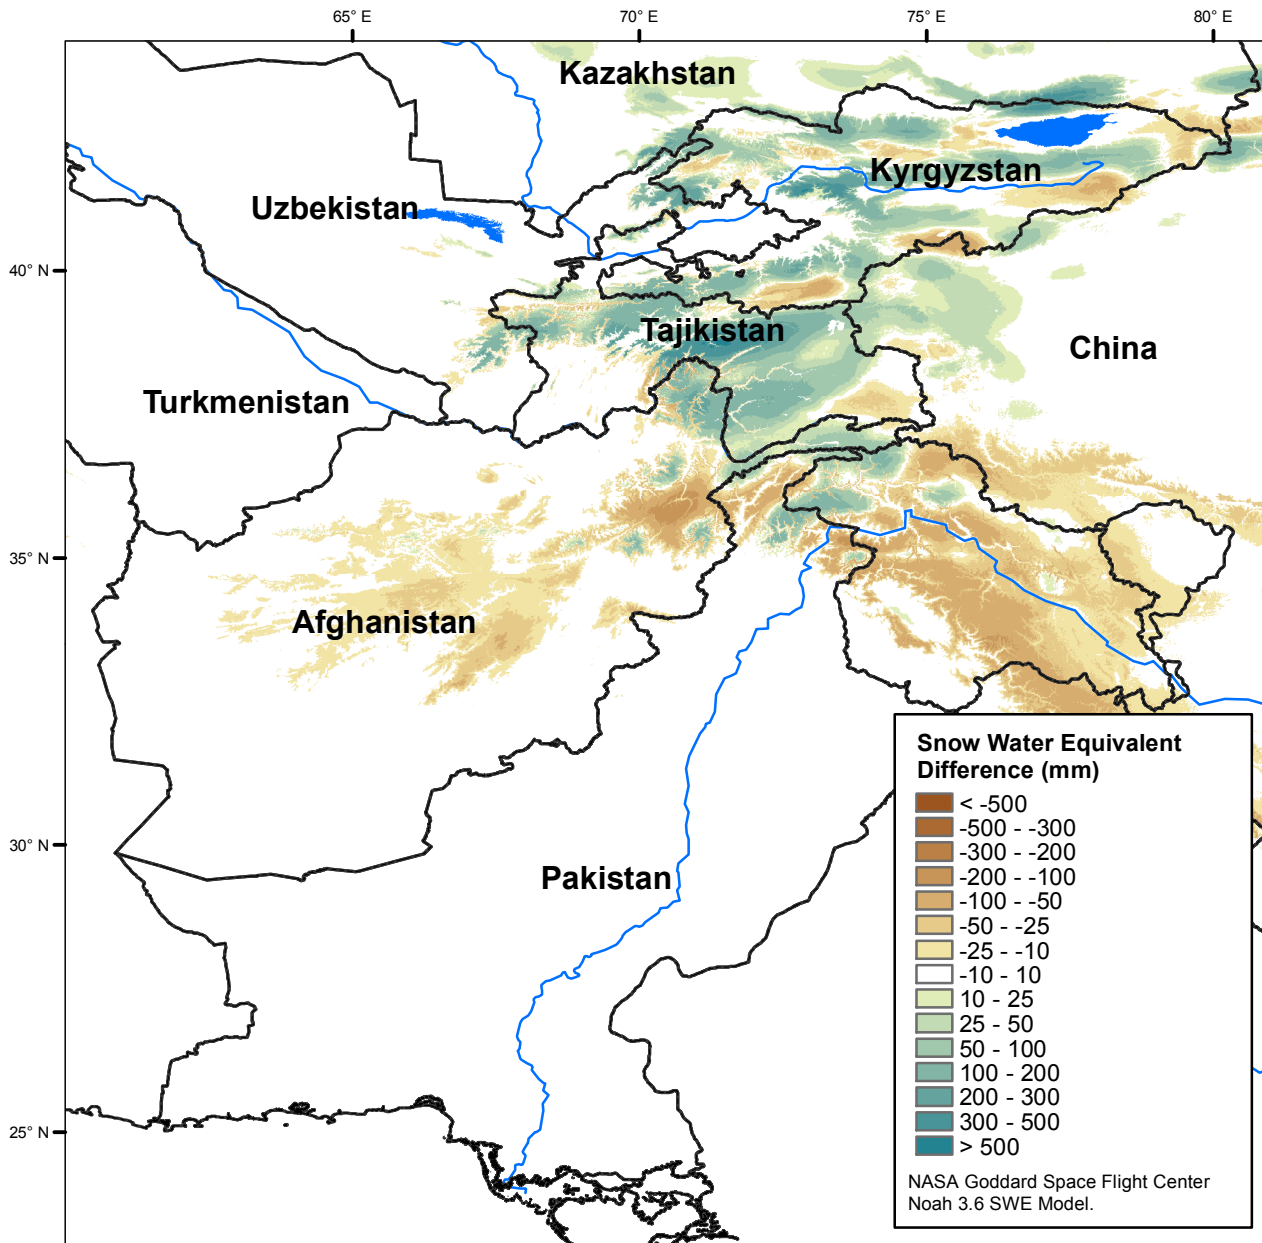 65° E
70° E
75° E
80° E
Kazakhstan
Kyrgyzstan
Uzbekistan
40° N
Tajikistan
China
Turkmenistan
35° N
Afghanistan
Snow Water Equivalent
Difference (mm)
< -500
-500 - -300
-300 - -200
-200 - -100
-100 - -50
-50 - -25
-25 - -10
-10 - 10
10 - 25
25 - 50
50 - 100
100 - 200
200 - 300
300 - 500
> 500
NASA Goddard Space Flight Center
Noah 3.6 SWE Model.
30° N
Pakistan
25° N